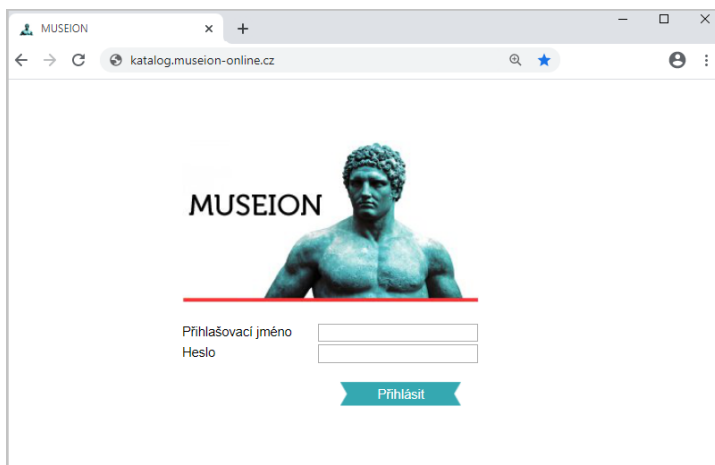 MUSEION
katalog.museion-online.cz
MUSEION
Přihlašovací jméno
Heslo
Přihlásit